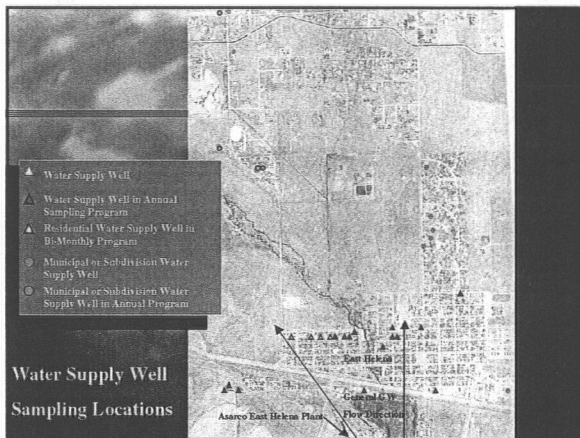 Water Supply Well
Water Supply Well in Annual
Sampling Program
Residential Water Supply Well in
Bi-Monthly Program
Municipal or Subdivision Water
Supply Well
Municipal or Subdivision Water
Supply Well in Annual Program
East Helena
Water Supply Well
Sampling Locations
General G W
Flow Direction
Asarco East Helena Plant